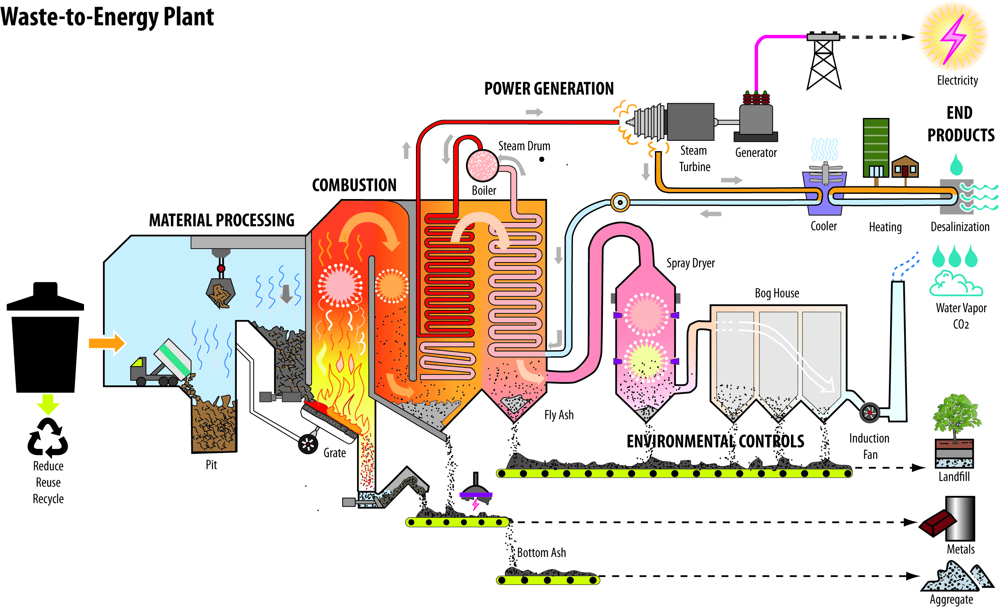 Waste-to-Energy Plant
Electricity
POWER GENERATION
END
PRODUCTS
Steam Drum
Steam
Turbine
Generator
COMBUSTION
Boiler
MATERIAL PROCESSING
Cooler
Heating
Desalinization
Spray Dryer
Bog House
Water Vapor
CO2
Fly Ash
ENVIRONMENTAL CONTROLS
Induction
Fan
Grate
Pit
Reduce
Reuse
Recycle
Landfill
Metals
Bottom Ash
Aggregate